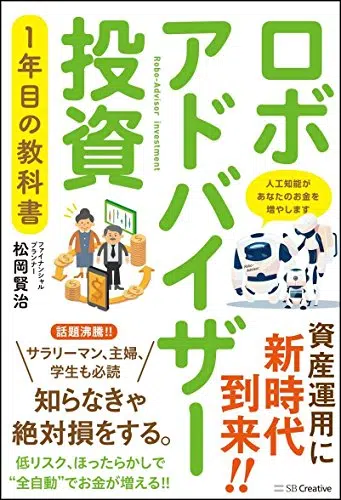 ロボ
アドバイザー
投資
Robo-Advisor investment
1年目の教科書
ファイナンシャル
プランナー
松岡賢治
人工知能が
あなたのお金を
増やします
資産運用に
新時代
到来!!
話題沸騰!!
サラリーマン、主婦、
学生も必読
知らなきゃ
絶対損をする。
低リスク、ほったらかしで
“全自動”でお金が増える!!
SB Creative